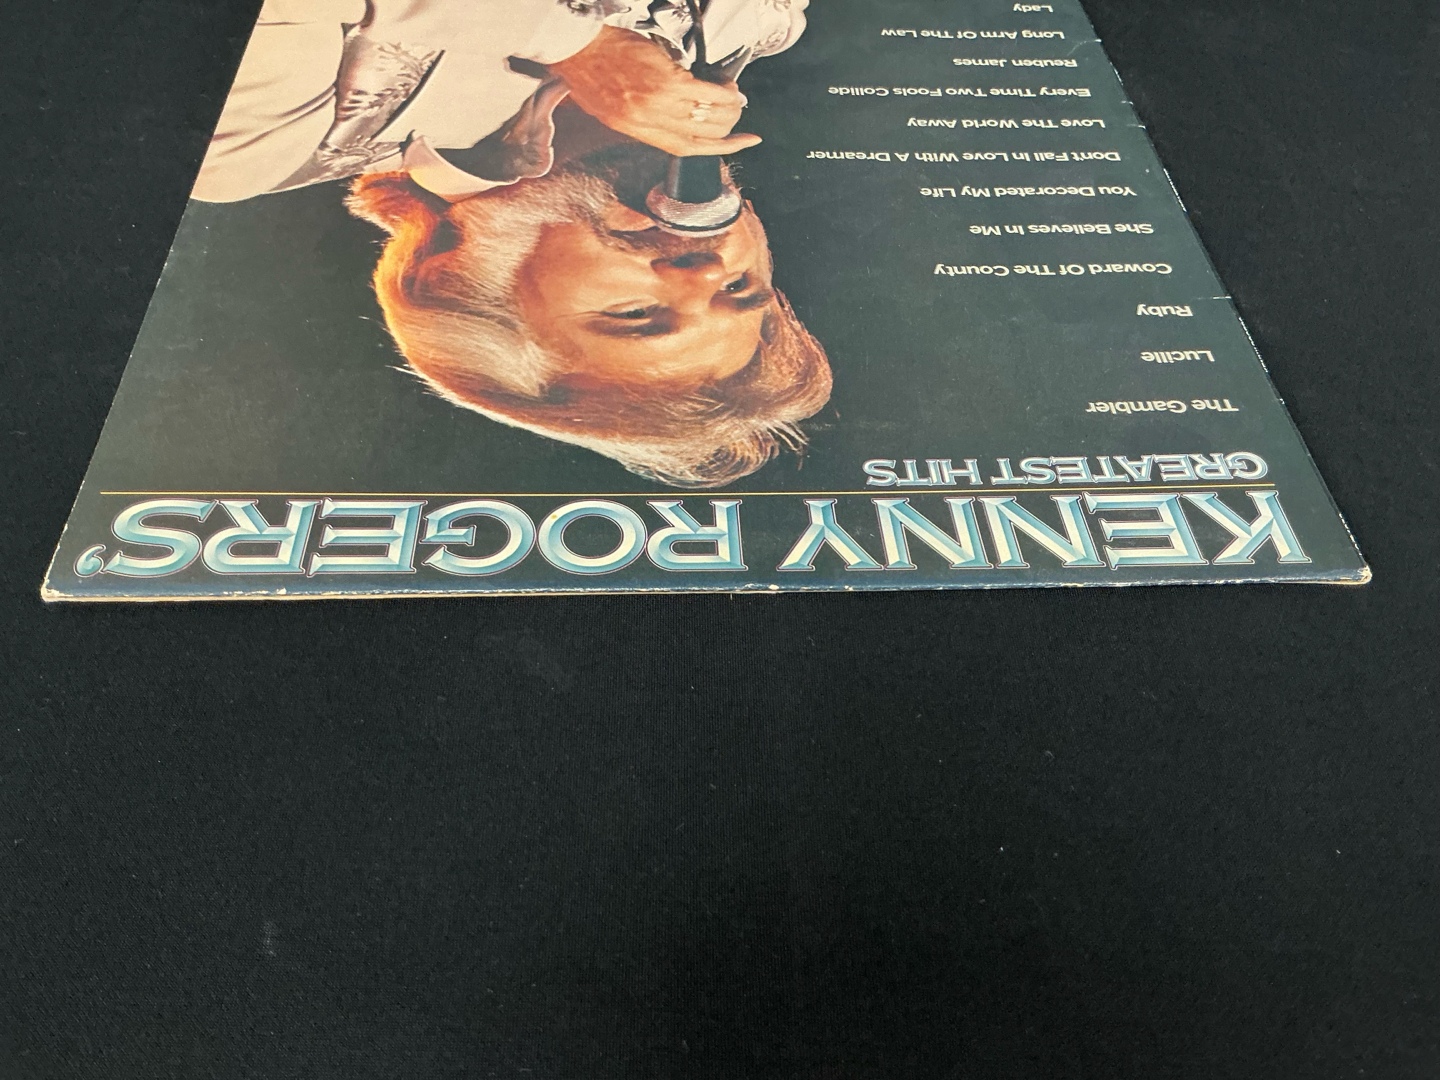 KENNY ROGERS'
GREATEST HITS
The Gambler
Lucille
Ruby
Coward Of The County
She Believes In Me
You Decorated My Life
Don't Fall In Love With A Dreamer
Love The World Away
Every Time Two Fools Collide
Reuben James
Long Arm Of The Law
Lady